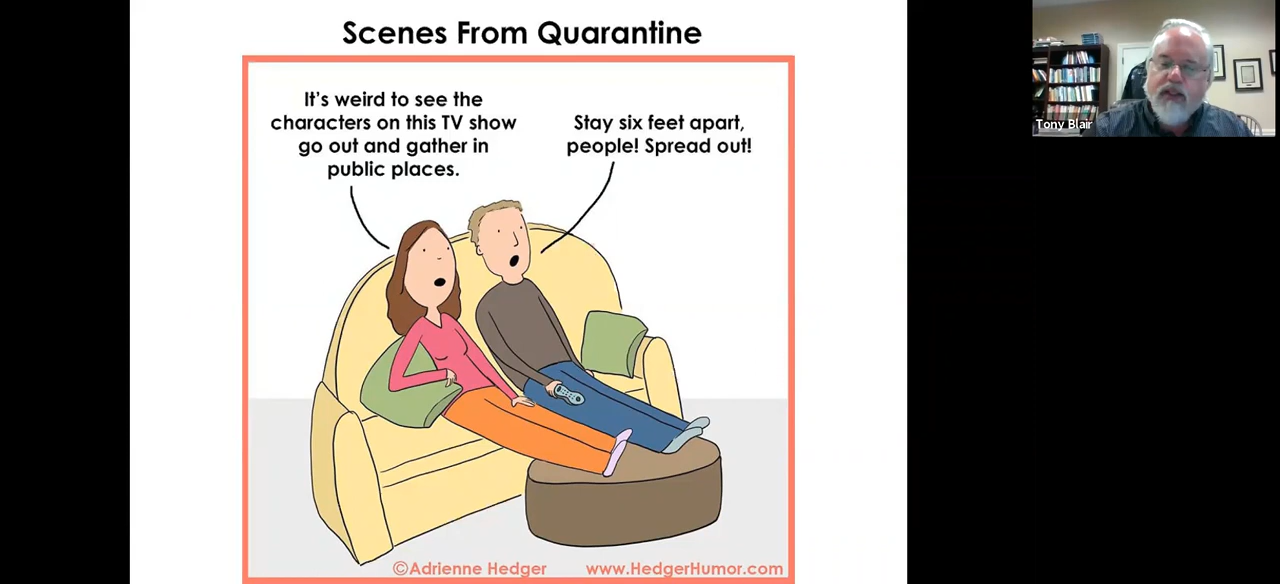 Scenes From Quarantine
It's weird to see the
characters on this TV show
go out and gather in
public places.
Stay six feet apart,
people! Spread out!
©Adrienne Hedger www.HedgerHumor.com
Tony Blair